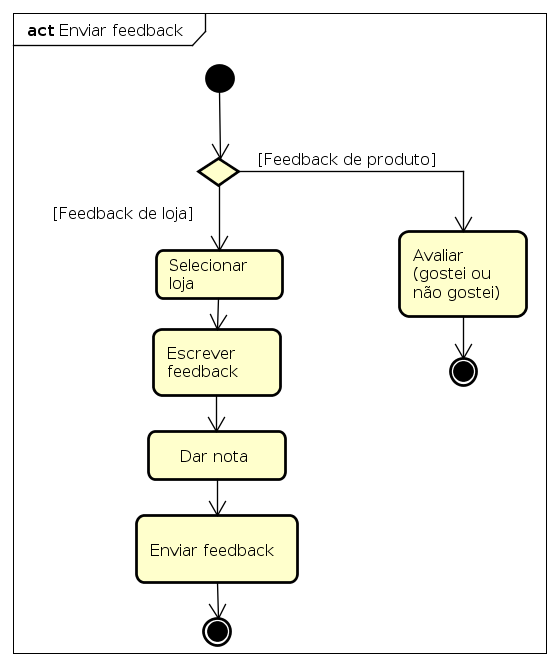 act Enviar feedback
[Feedback de produto]
[Feedback de loja]
Selecionar
loja
Avaliar
(gostei ou
não gostei)
Escrever
feedback
Dar nota
Enviar feedback